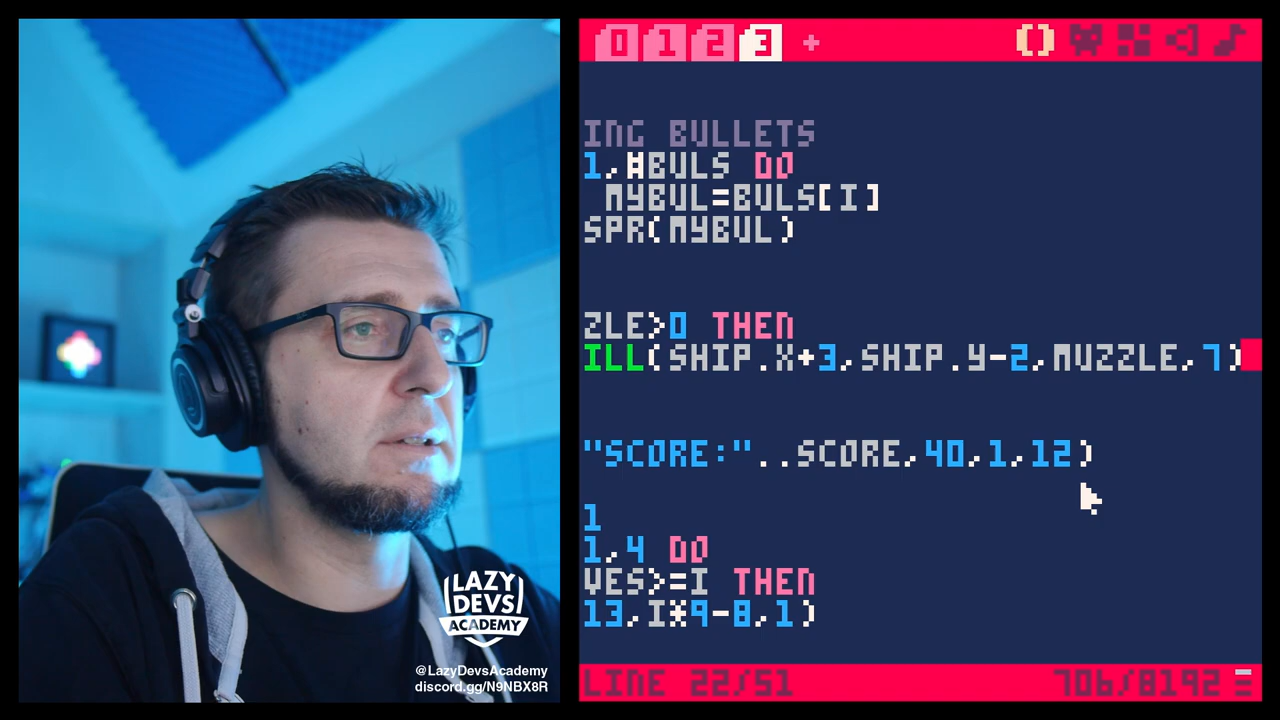 LAZY
DEVS
ACADEMY
@LazyDevsAcademy
discord.gg/N9NBX8R
0 1 2 3 +
ING BULLETS
1,#BULS DO
MYBUL=BULS[I]
SPR(MYBUL)
ZLE>0 THEN
ILL(SHIP.X+3,SHIP.Y-2,MUZZLE,7)
"SCORE:"..SCORE,40,1,12)
1
1,4 DO
VES>=I THEN
13,I*9-8,1)
LINE 22/51
706/8192